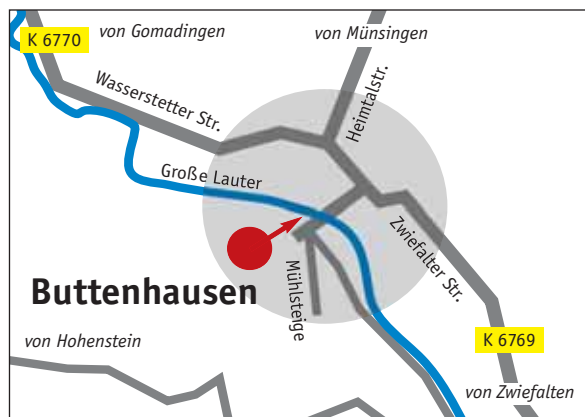 von Gomadingen
von Münsingen
K 6770
Wasserstetter Str.
Heimtalstr.
Große Lauter
Zwiefalter Str.
Buttenhausen
Mühlsteige
von Hohenstein
K 6769
von Zwiefalten